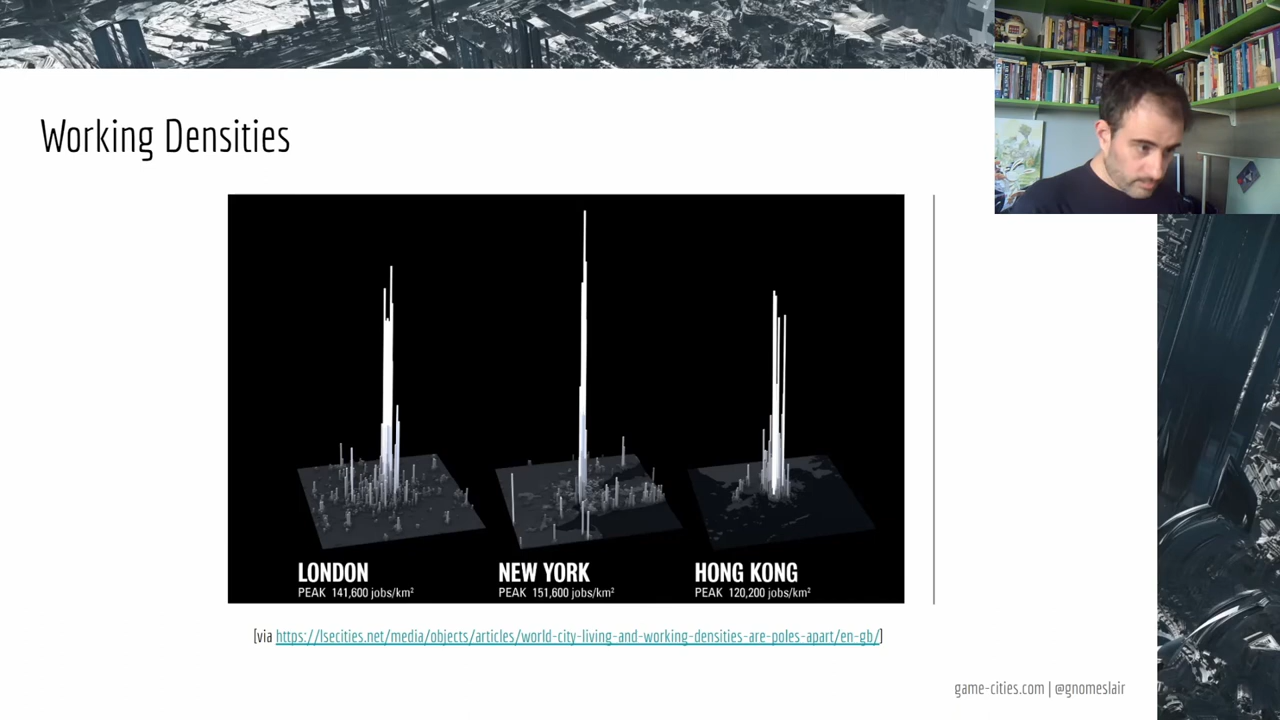 Working Densities
LONDON
PEAK 141,600 jobs/km²
NEW YORK
PEAK 151,600 jobs/km²
HONG KONG
PEAK 120,200 jobs/km²
[via https://lsecities.net/media/objects/articles/world-city-living-and-working-densities-are-poles-apart/en-gb/]
game-cities.com | @gnomeslair